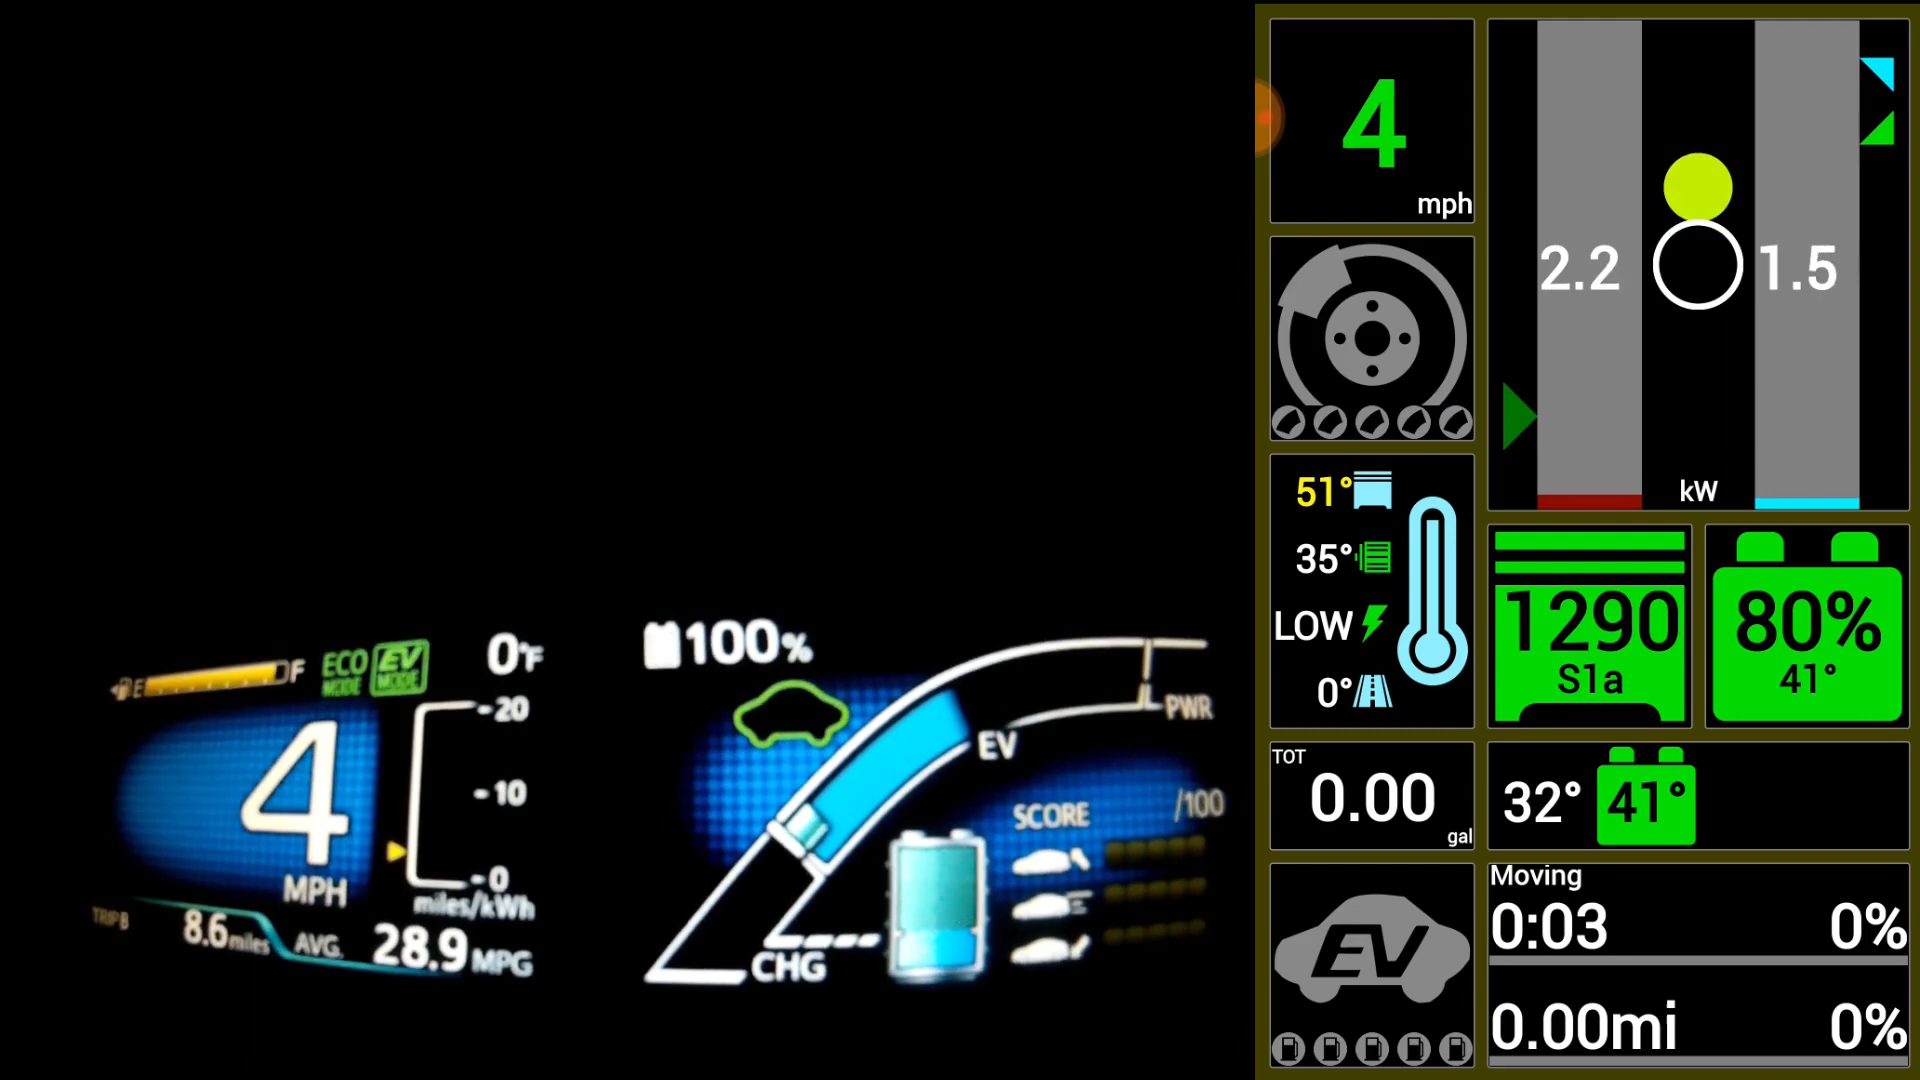 E F
ECO MODE
EV MODE
0°F
4
MPH
-20
-10
-0
miles/kWh
TRIP B
8.6 miles
AVG.
28.9 MPG
100%
EV
PWR
SCORE
/100
CHG
4
mph
2.2
1.5
kW
51°
35°
LOW
0°
1290
S1a
80%
41°
TOT
0.00
gal
32°
41°
EV
Moving
0:03
0%
0.00mi
0%